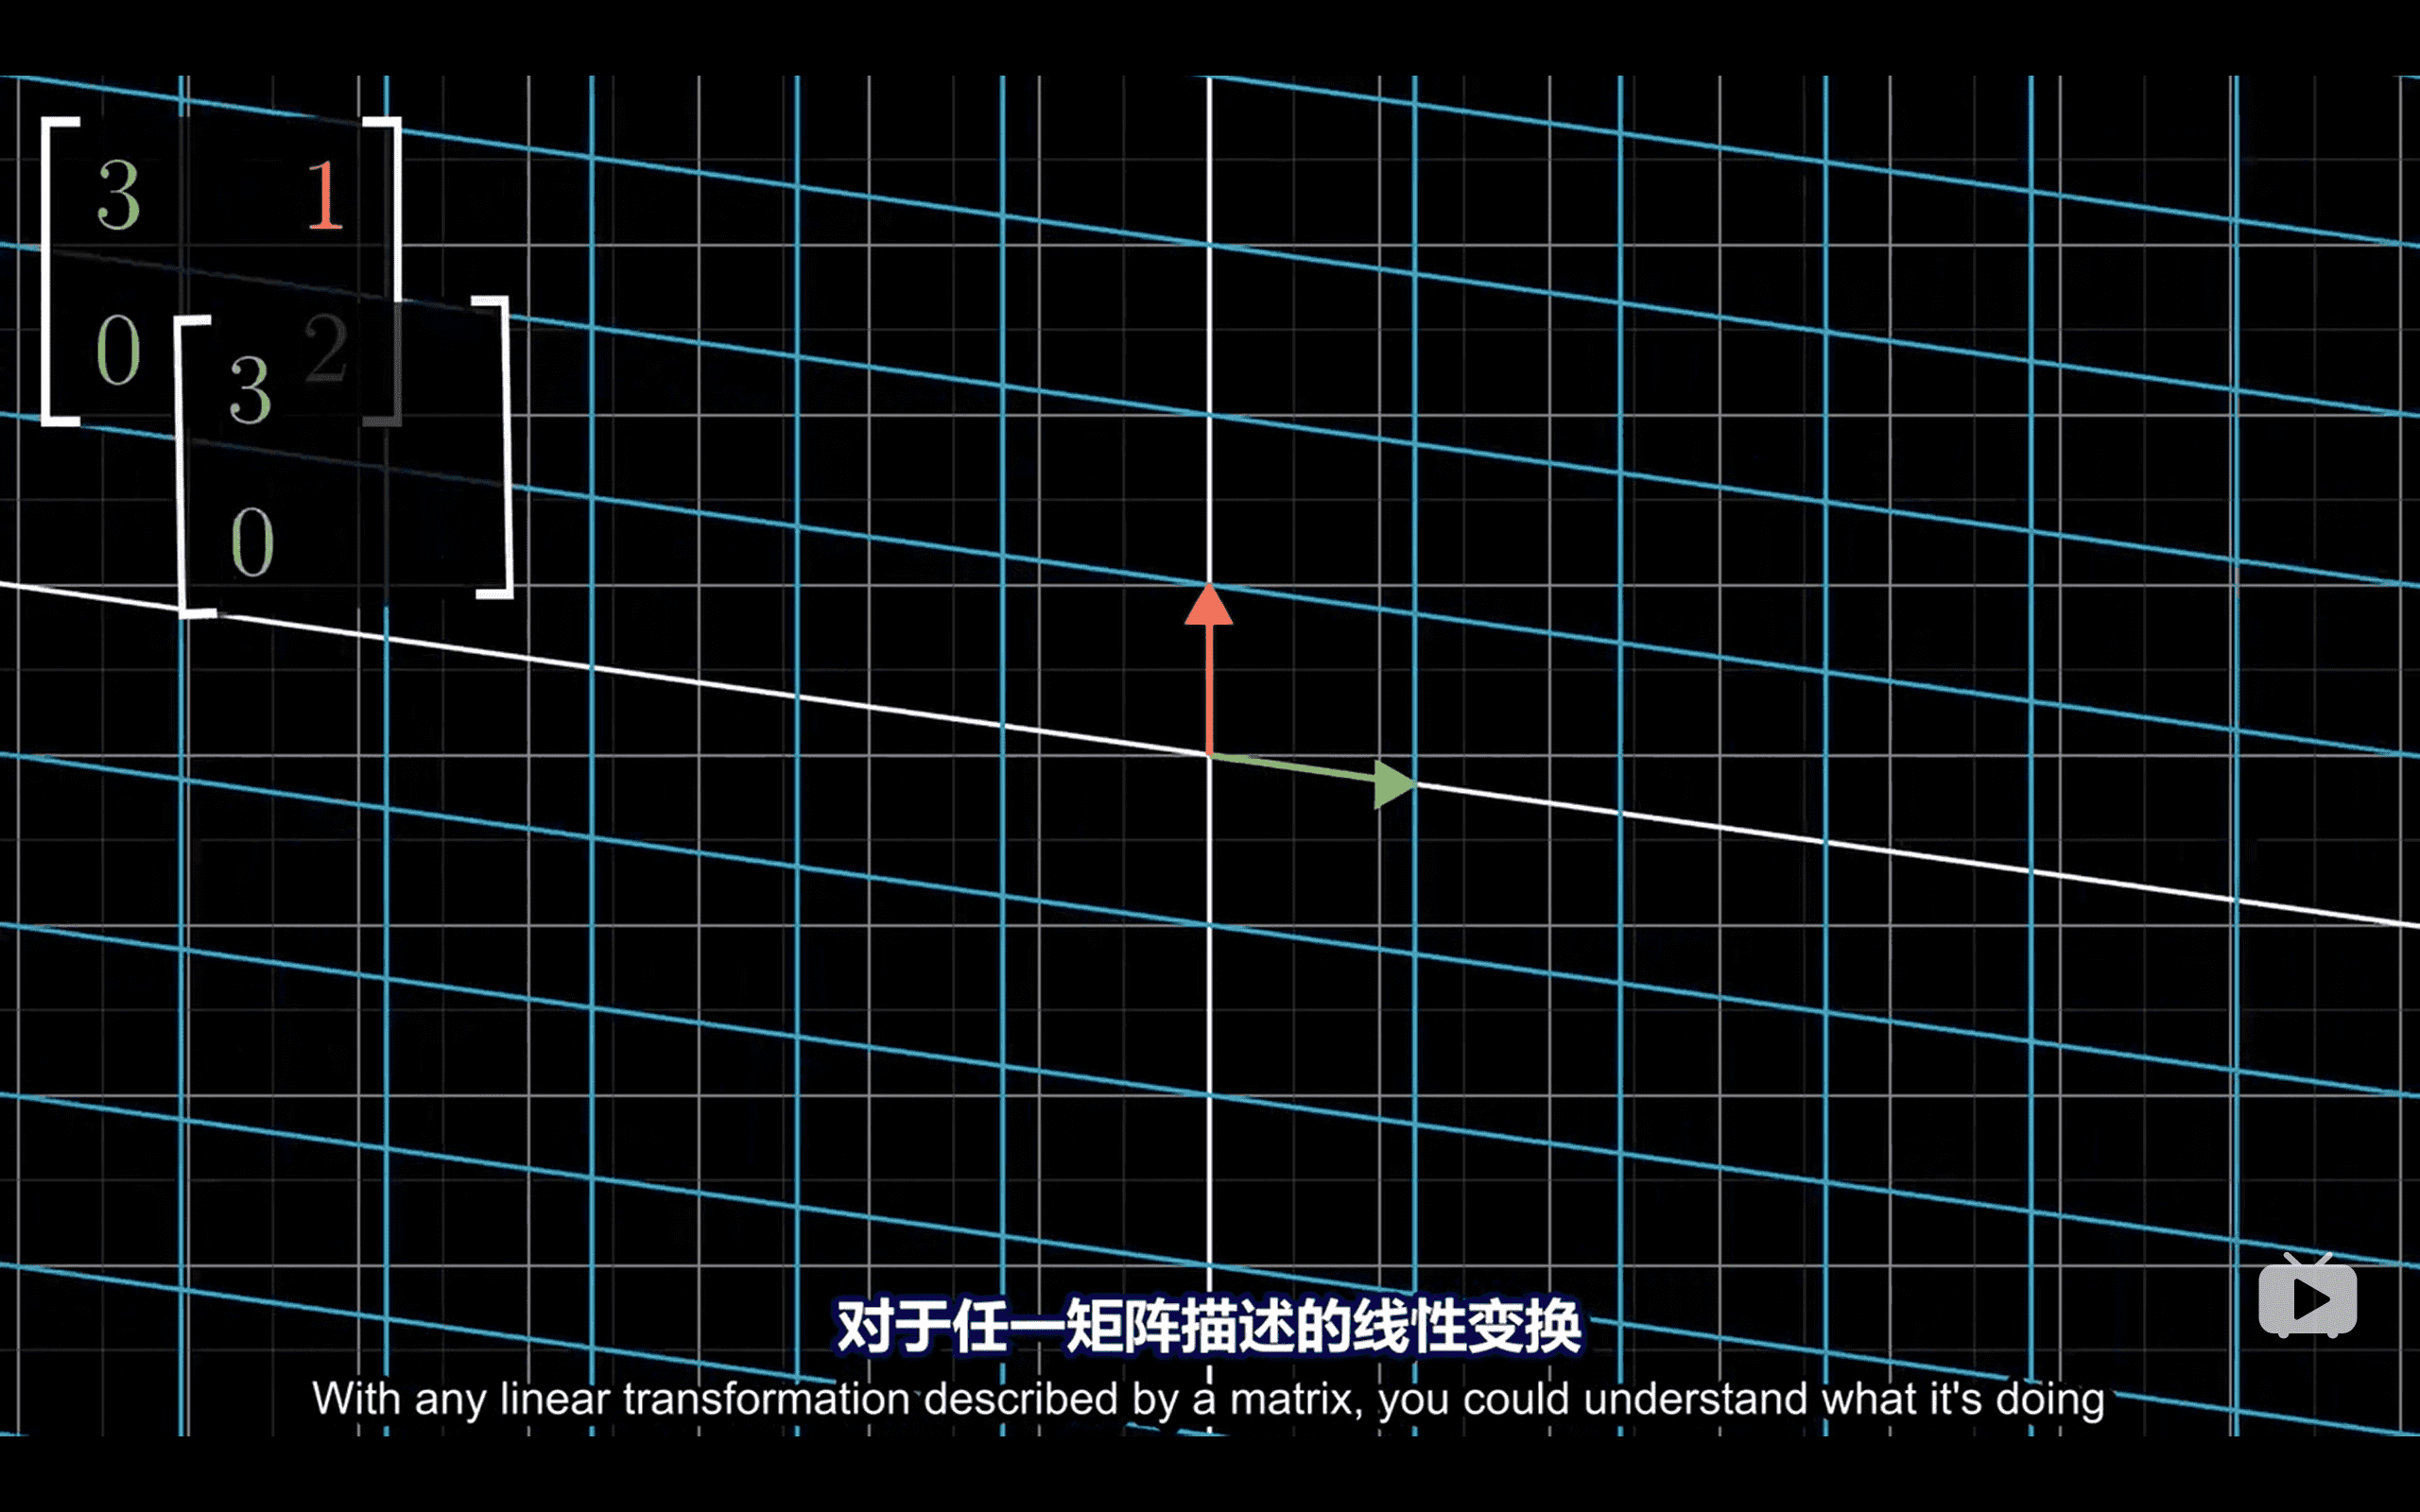 3 1
0 2
3
0
对于任一矩阵描述的线性变换
With any linear transformation described by a matrix, you could understand what it's doing